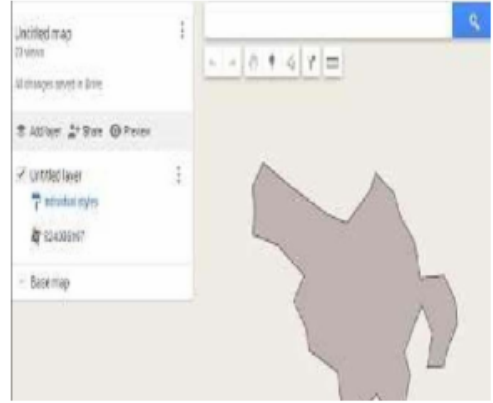 Untitled map
All changes saved in Drive
Add layer Share Preview
Untitled layer
Individual styles
Base map